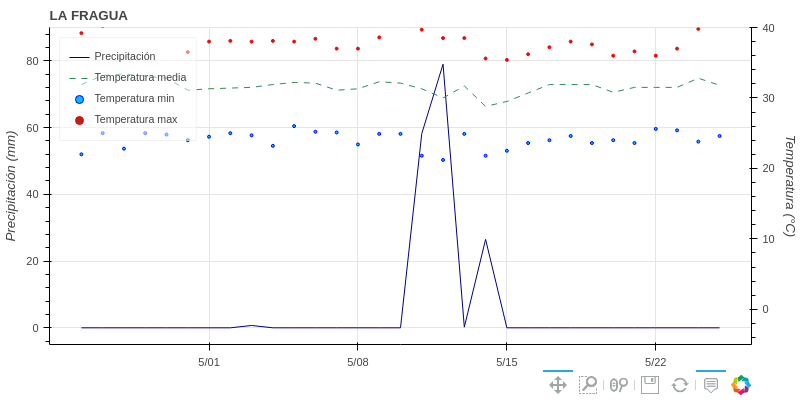 LA FRAGUA
Precipitación (mm)
80
60
40
20
0
Precipitación
Temperatura media
Temperatura min
Temperatura max
40
30
20
10
0
Temperatura (°C)
5/01
5/08
5/15
5/22